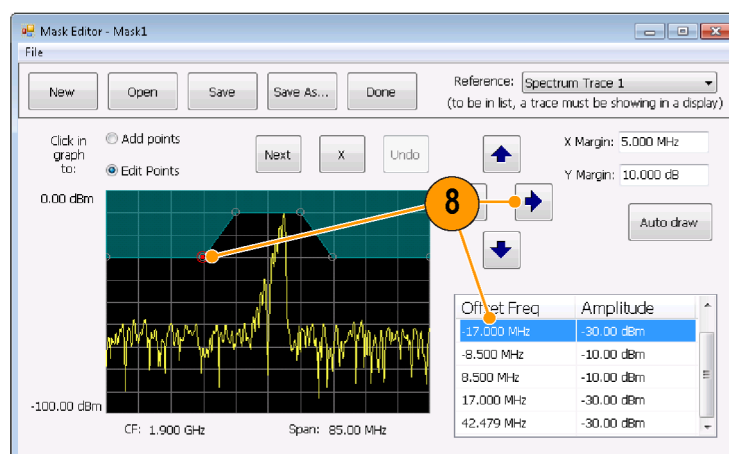 Mask Editor - Mask1
File
New Open Save Save As... Done
Reference: Spectrum Trace 1
(to be in list, a trace must be showing in a display)
Click in graph to:
Add points
Edit Points
Next X Undo
X Margin: 5.000 MHz
Y Margin: 10.000 dB
Auto draw
0.00 dBm
8
Offset Freq Amplitude
-17.000 MHz -30.00 dBm
-8.500 MHz -10.00 dBm
8.500 MHz -10.00 dBm
17.000 MHz -30.00 dBm
42.479 MHz -30.00 dBm
-100.00 dBm
CF: 1.900 GHz Span: 85.00 MHz